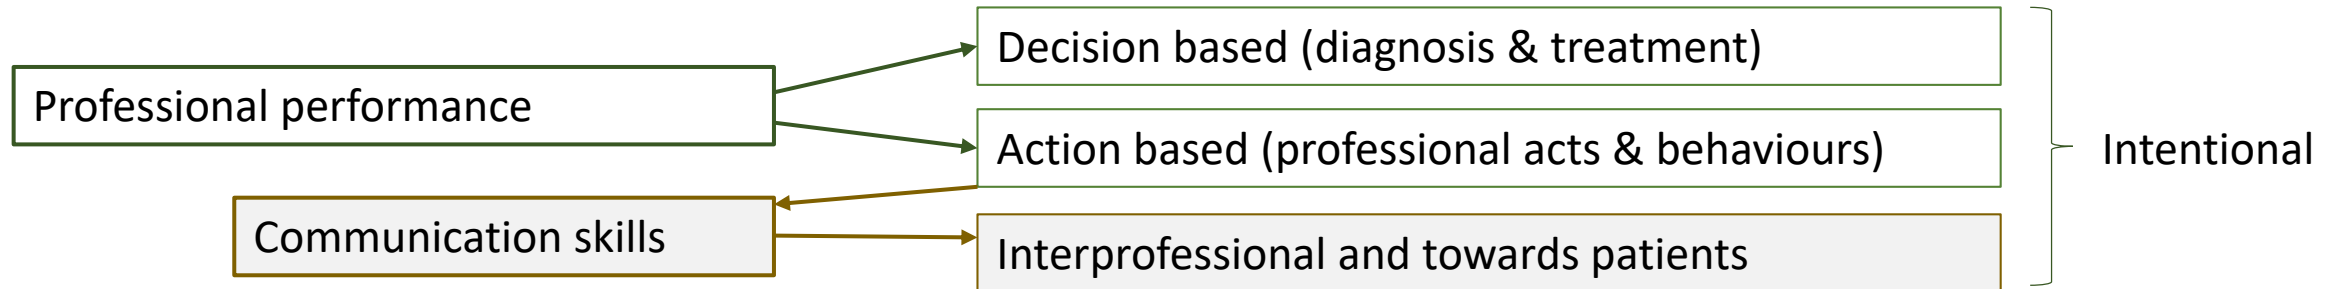 Decision based (diagnosis & treatment)
Professional performance
Action based (professional acts & behaviours)
Intentional
Communication skills
Interprofessional and towards patients